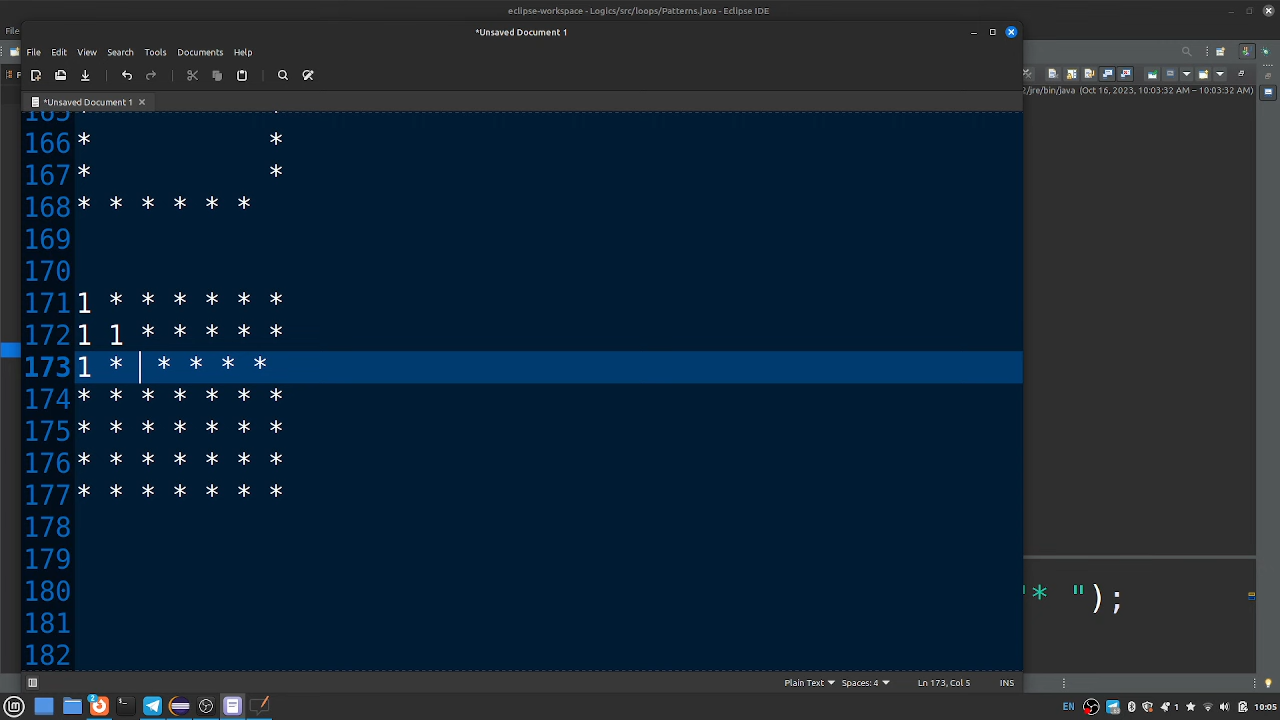 eclipse-workspace - Logics/src/loops/Patterns.java - Eclipse IDE
*Unsaved Document 1
File Edit View Search Tools Documents Help
*Unsaved Document 1 2/jre/bin/java (Oct 16, 2023, 10:03:32 AM – 10:03:32 AM)
165
166 * *
167 * *
168 * * * * * *
169
170
171 1 * * * * * *
172 1 1 * * * * *
173 1 * * * * *
174 * * * * * * *
175 * * * * * * *
176 * * * * * * *
177 * * * * * * *
178
179
180
"* ");
181
182
Plain Text Spaces: 4 Ln 173, Col 5 INS
EN 1 10:05